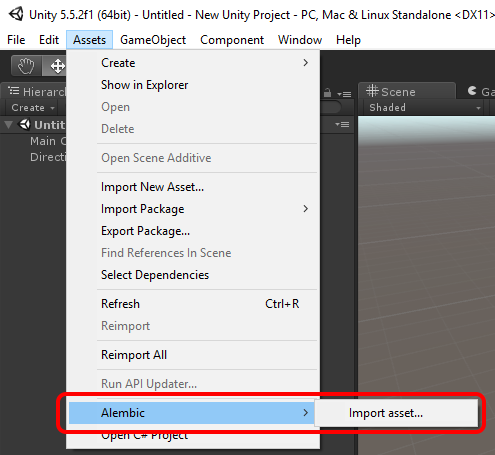 Unity 5.5.2f1 (64bit) - Untitled - New Unity Project - PC, Mac & Linux Standalone <DX11>
File Edit Assets GameObject Component Window Help
Hierarch
Create
Untit
Main C
Directi
Create
Show in Explorer
Open
Delete
Open Scene Additive
Import New Asset...
Import Package
Export Package...
Find References In Scene
Select Dependencies
Refresh Ctrl+R
Reimport
Reimport All
Run API Updater...
Alembic
Open C# Project
Import asset...
Scene
Ga
Shaded